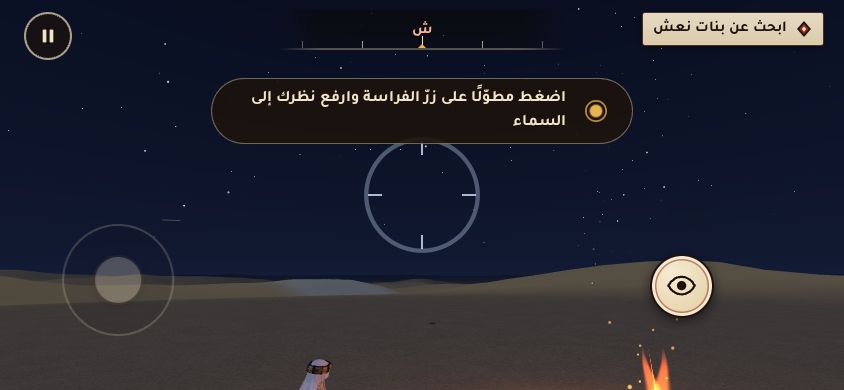 ش
ابحث عن بنات نعش
اضغط مطوّلًا على زرّ الفراسة وارفع نظرك إلى
السماء